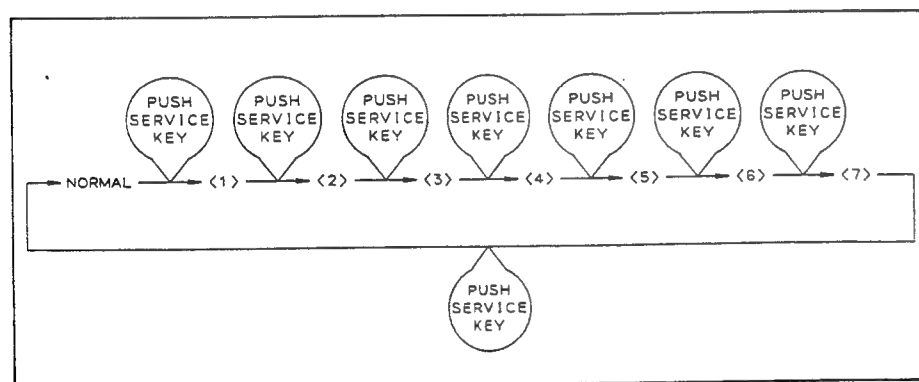 PUSH
SERVICE
KEY
PUSH
SERVICE
KEY
PUSH
SERVICE
KEY
PUSH
SERVICE
KEY
PUSH
SERVICE
KEY
PUSH
SERVICE
KEY
PUSH
SERVICE
KEY
NORMAL <1> <2> <3> <4> <5> <6> <7>
PUSH
SERVICE
KEY